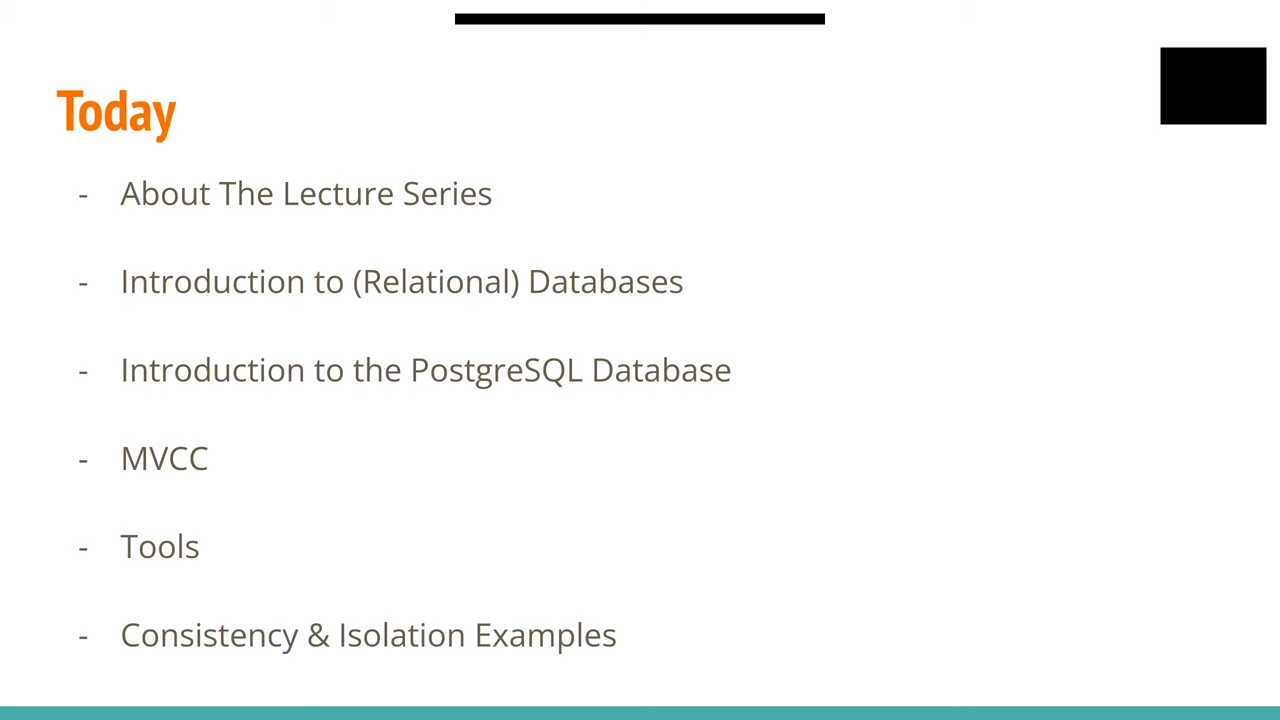 Today
- About The Lecture Series
- Introduction to (Relational) Databases
- Introduction to the PostgreSQL Database
- MVCC
- Tools
- Consistency & Isolation Examples